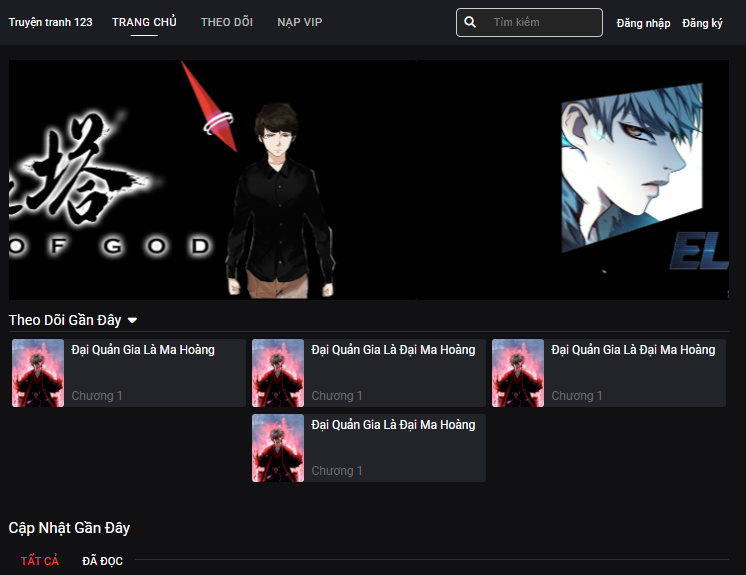 Truyện tranh 123 TRANG CHỦ THEO DÕI NẠP VIP Tìm kiếm Đăng nhập Đăng ký
塔
OF GOD
EL
Theo Dõi Gần Đây
Đại Quản Gia Là Ma Hoàng
Chương 1
Đại Quản Gia Là Đại Ma Hoàng
Chương 1
Đại Quản Gia Là Đại Ma Hoàng
Chương 1
Đại Quản Gia Là Đại Ma Hoàng
Chương 1
Cập Nhật Gần Đây
TẤT CẢ ĐÃ ĐỌC